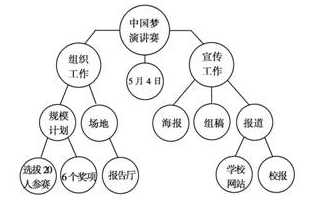 中国梦
演讲赛
组织
工作
宣传
工作
5月4日
规模
计划
场地
海报
组稿
报道
选拔20
人参赛
6个奖项
报告厅
学校
网站
校报